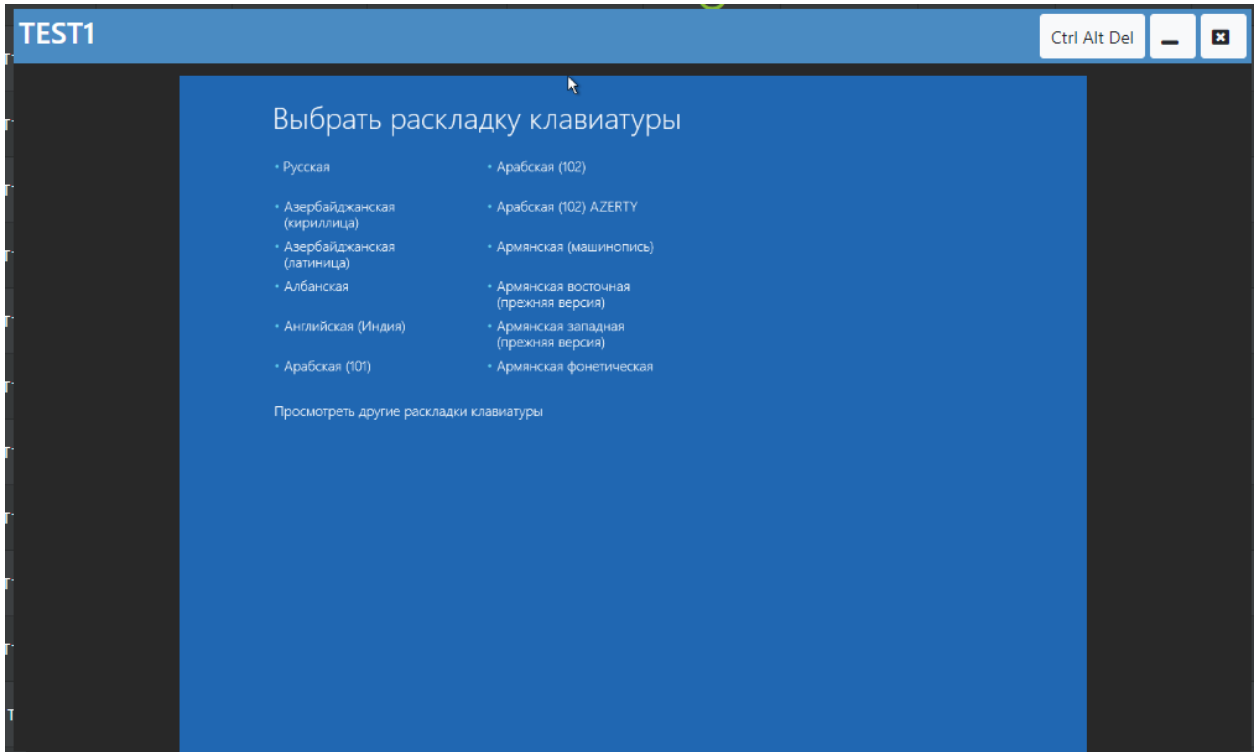 TEST1
Ctrl Alt Del
Выбрать раскладку клавиатуры
Русская
Азербайджанская
(кириллица)
Азербайджанская
(латиница)
Албанская
Английская (Индия)
Арабская (101)
Арабская (102)
Арабская (102) AZERTY
Армянская (машинопись)
Армянская восточная
(прежняя версия)
Армянская западная
(прежняя версия)
Армянская фонетическая
Просмотреть другие раскладки клавиатуры